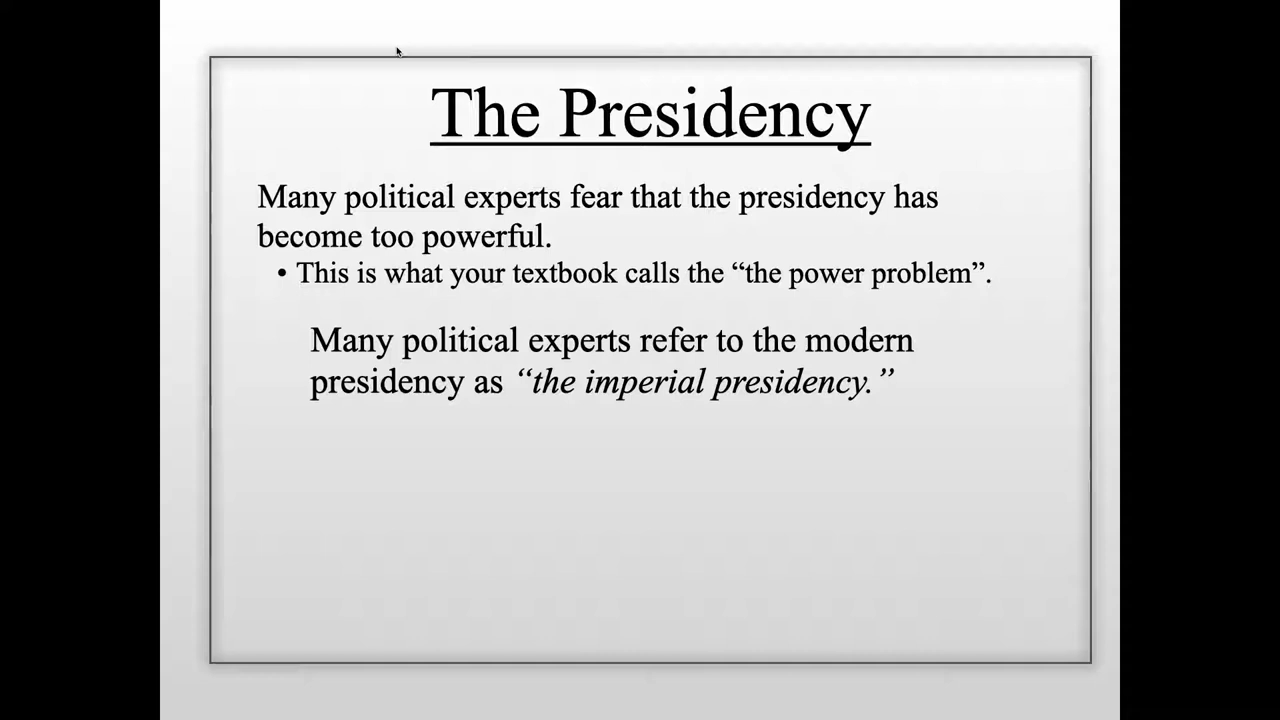 The Presidency
Many political experts fear that the presidency has
become too powerful.
• This is what your textbook calls the “the power problem”.
Many political experts refer to the modern
presidency as “the imperial presidency.”